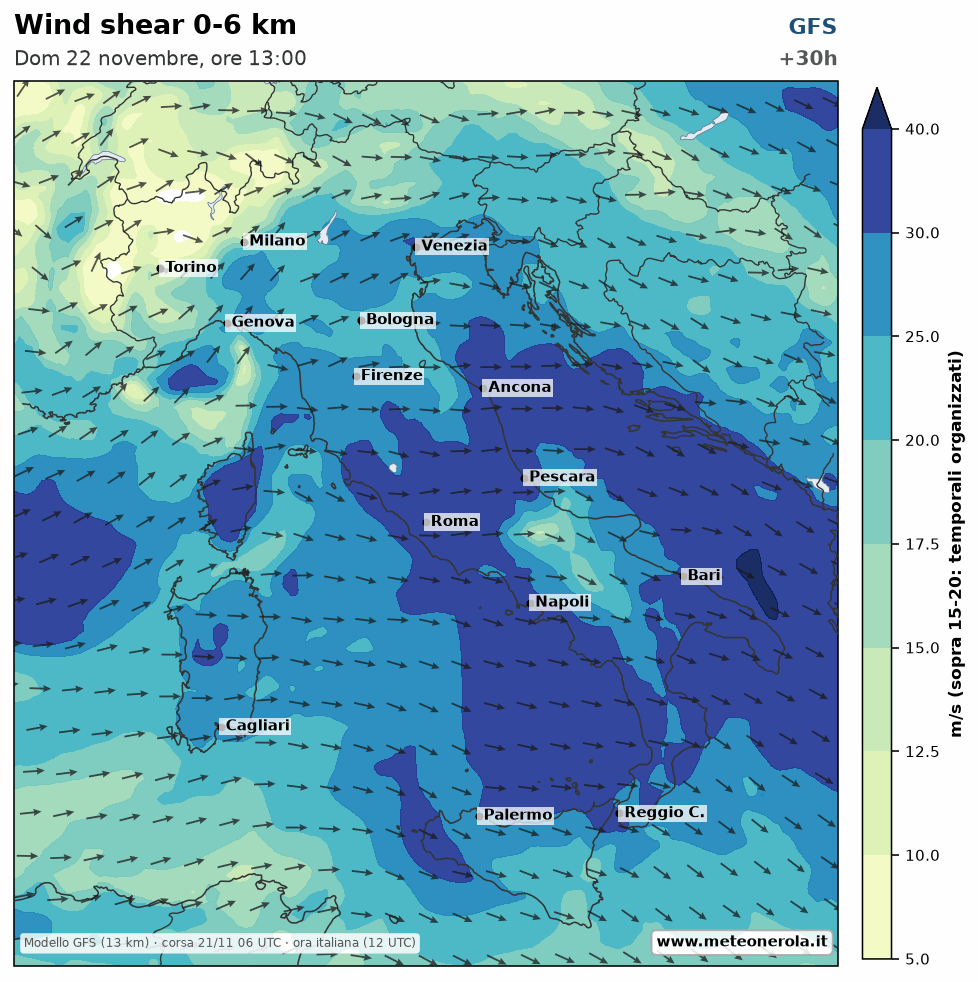 Wind shear 0-6 km
GFS
Dom 22 novembre, ore 13:00
+30h
Milano
Venezia
Torino
Genova
Bologna
Firenze
Ancona
Pescara
Roma
Bari
Napoli
Cagliari
Palermo
Reggio C.
40.0
30.0
25.0
20.0
17.5
15.0
12.5
10.0
5.0
m/s (sopra 15-20: temporali organizzati)
Modello GFS (13 km) · corsa 21/11 06 UTC · ora italiana (12 UTC)
www.meteonerola.it